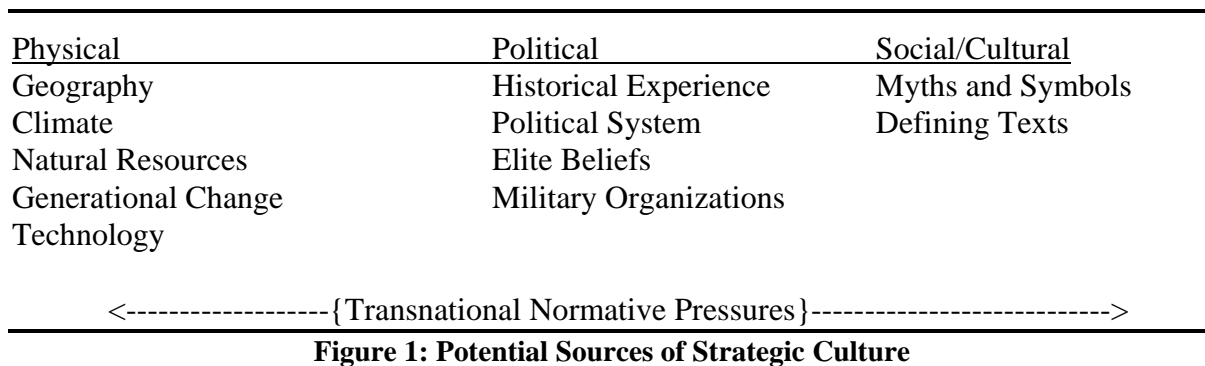 Physical Political Social/Cultural
Geography Historical Experience Myths and Symbols
Climate Political System Defining Texts
Natural Resources Elite Beliefs
Generational Change Military Organizations
Technology
<-------------------{Transnational Normative Pressures}--------------------------->
Figure 1: Potential Sources of Strategic Culture